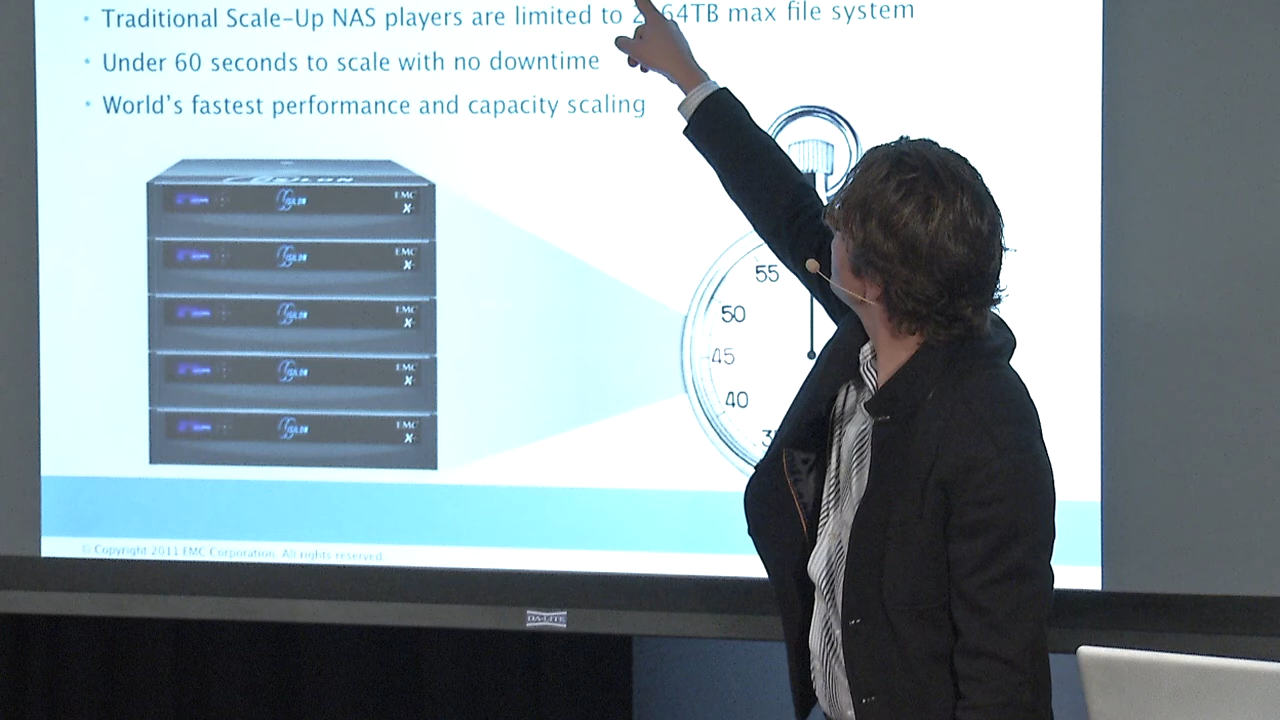 • Traditional Scale-Up NAS players are limited to 64TB max file system
• Under 60 seconds to scale with no downtime
• World's fastest performance and capacity scaling
EMC
X
EMC
X
EMC
X
EMC
X
EMC
X
55
50
45
40
© Copyright 2011 EMC Corporation. All rights reserved.
DA-LITE